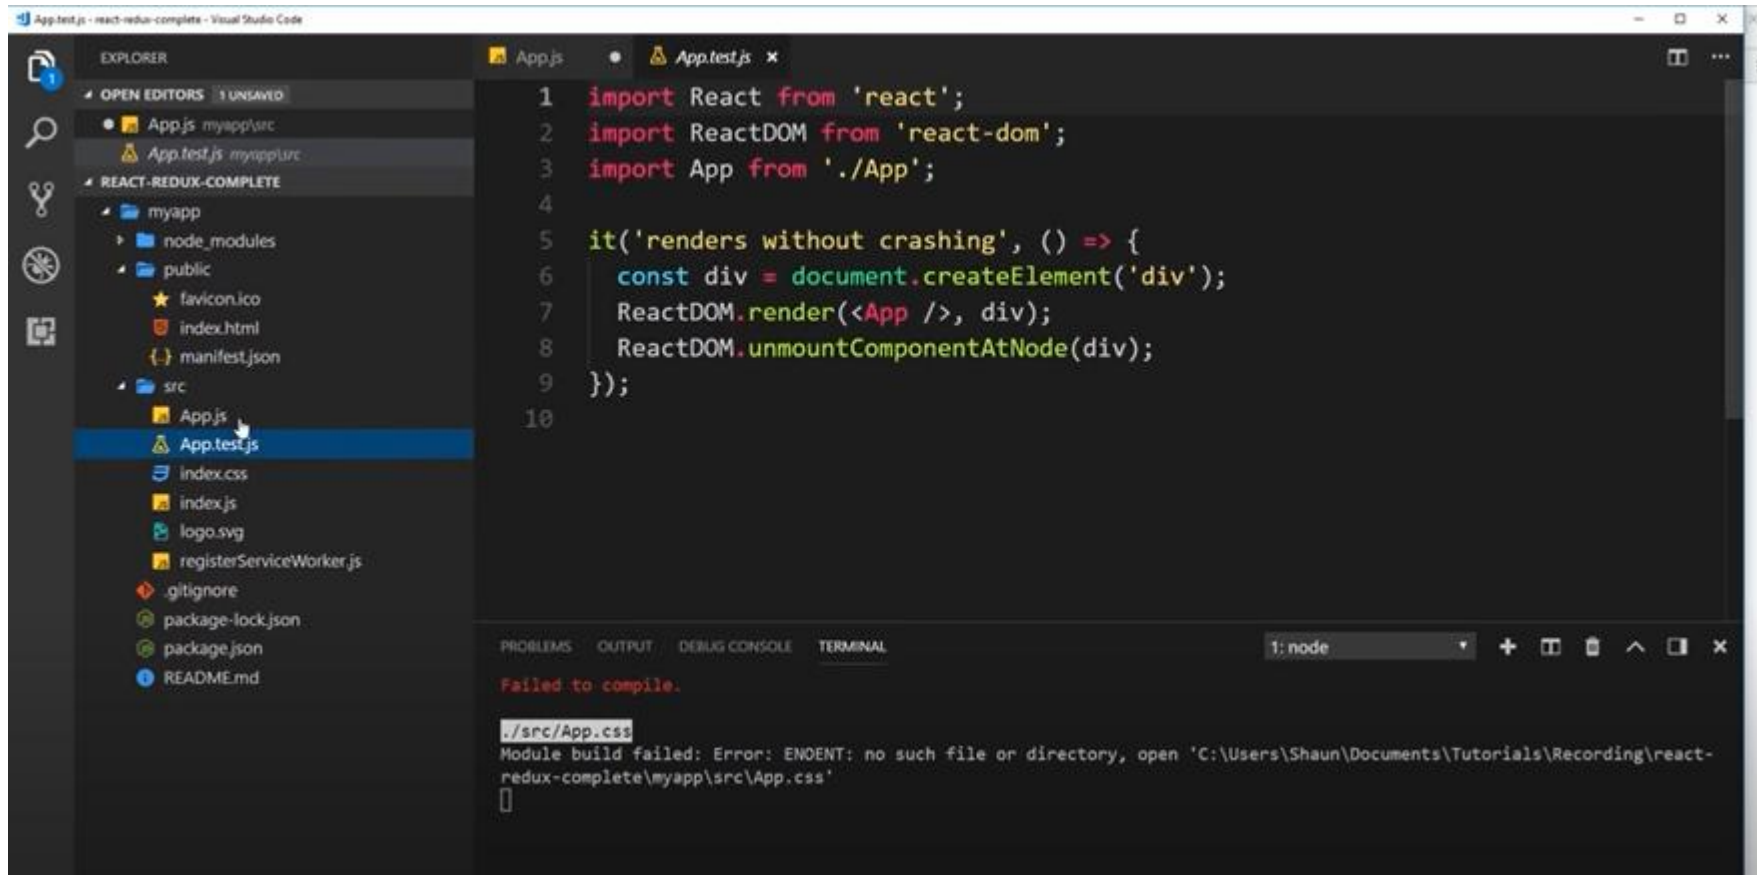 App.test.js - react-redux-complete - Visual Studio Code
EXPLORER
OPEN EDITORS 1 UNSAVED
App.js myapp\src
App.test.js myapp\src
REACT-REDUX-COMPLETE
myapp
node_modules
public
favicon.ico
index.html
manifest.json
src
App.js
App.test.js
index.css
index.js
logo.svg
registerServiceWorker.js
.gitignore
package-lock.json
package.json
README.md
1
App.js
App.test.js
1 import React from 'react';
2 import ReactDOM from 'react-dom';
3 import App from './App';
4
5 it('renders without crashing', () => {
6 const div = document.createElement('div');
7 ReactDOM.render(<App />, div);
8 ReactDOM.unmountComponentAtNode(div);
9 });
10
PROBLEMS OUTPUT DEBUG CONSOLE TERMINAL 1: node
Failed to compile.
./src/App.css
Module build failed: Error: ENOENT: no such file or directory, open 'C:\Users\Shaun\Documents\Tutorials\Recording\react-
redux-complete\myapp\src\App.css'